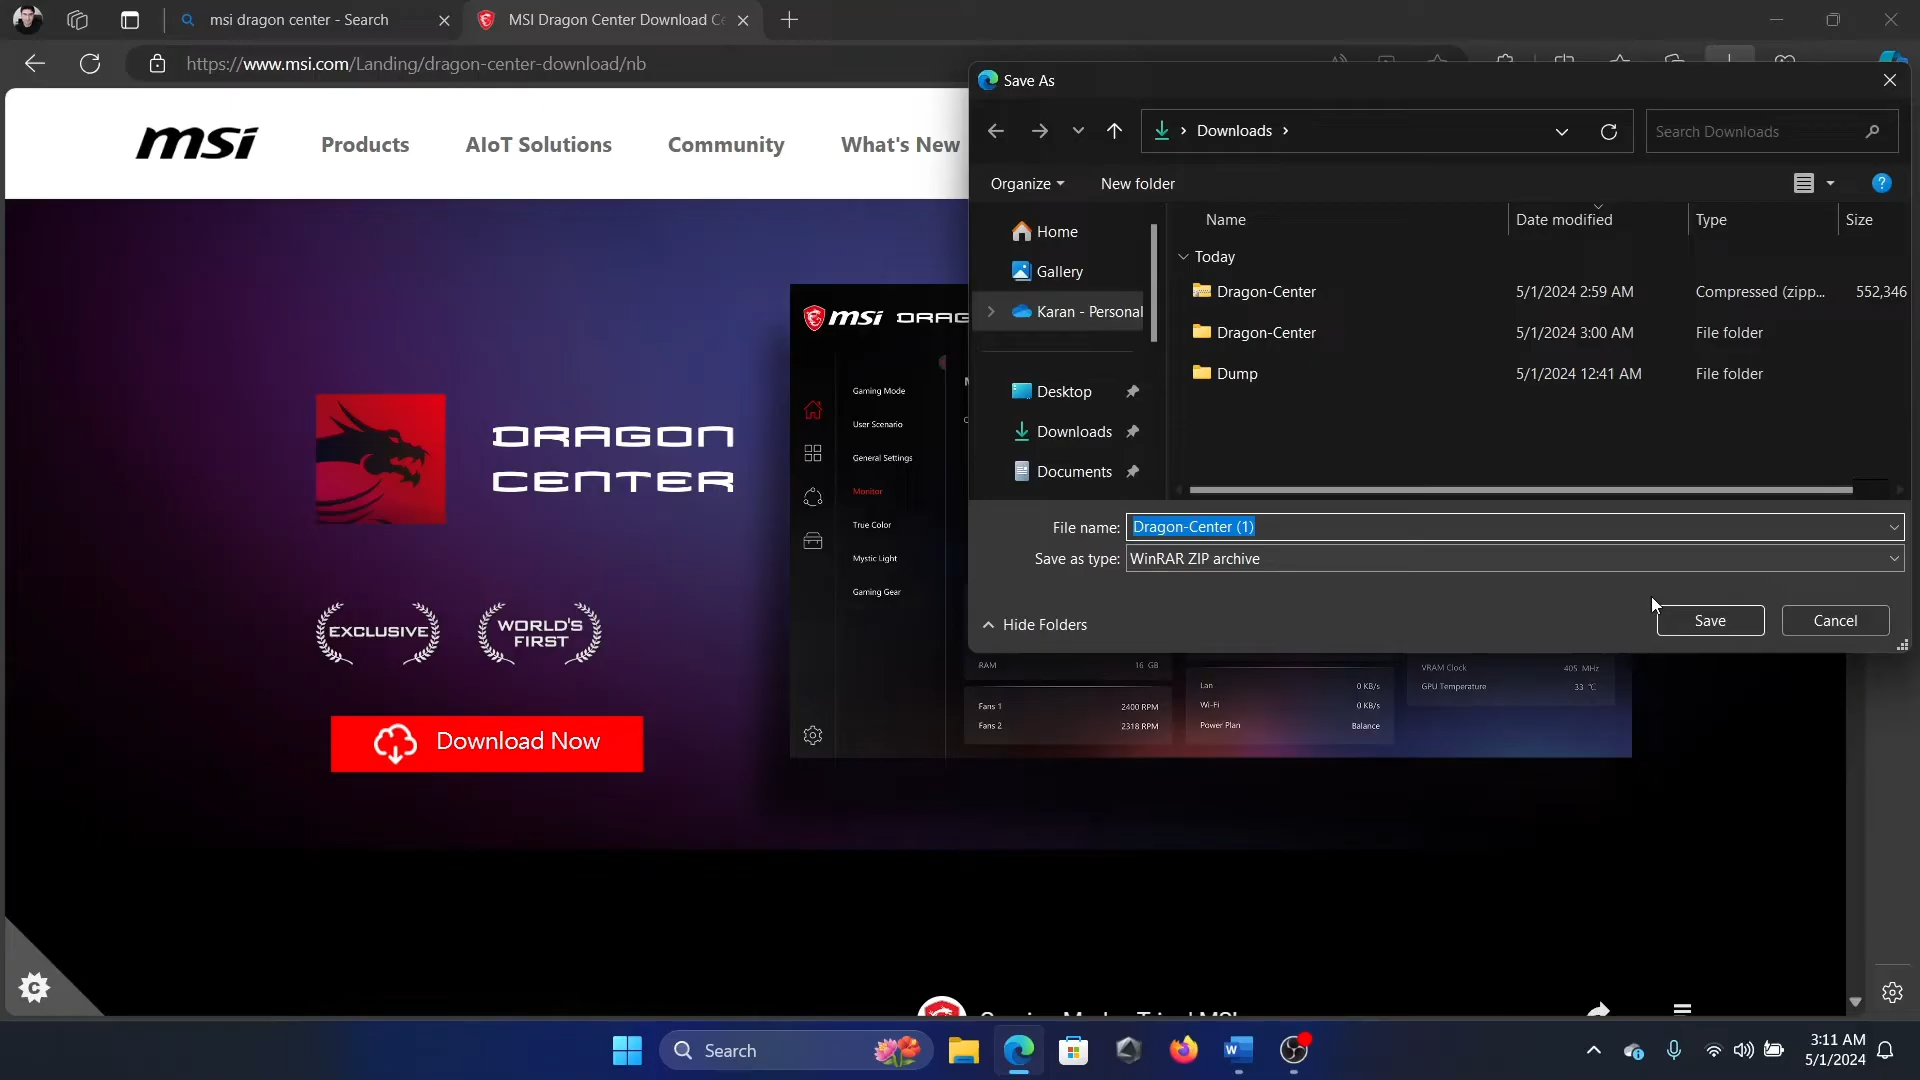 msi dragon center - Search
MSI Dragon Center Download Ce
https://www.msi.com/Landing/dragon-center-download/nb
msi
Products
AIoT Solutions
Community
What's New
DRAGON
CENTER
EXCLUSIVE
WORLD'S
FIRST
Download Now
msi DRAG
Gaming Mode
User Scenario
General Settings
Monitor
True Color
Mystic Light
Gaming Gear
Save As
Downloads
Search Downloads
Organize
New folder
Home
Gallery
Karan - Personal
Desktop
Downloads
Documents
Name
Date modified
Type
Size
Today
Dragon-Center 5/1/2024 2:59 AM Compressed (zipp... 552,346
Dragon-Center 5/1/2024 3:00 AM File folder
Dump 5/1/2024 12:41 AM File folder
File name: Dragon-Center (1)
Save as type: WinRAR ZIP archive
Hide Folders
Save
Cancel
RAM 16 GB
Fans 1 2400 RPM
Fans 2 2318 RPM
Lan 0 KB/s
Wi-Fi 0 KB/s
Power Plan Balance
VRAM Clock 405 MHz
GPU Temperature 33 °C
Search
3:11 AM
5/1/2024